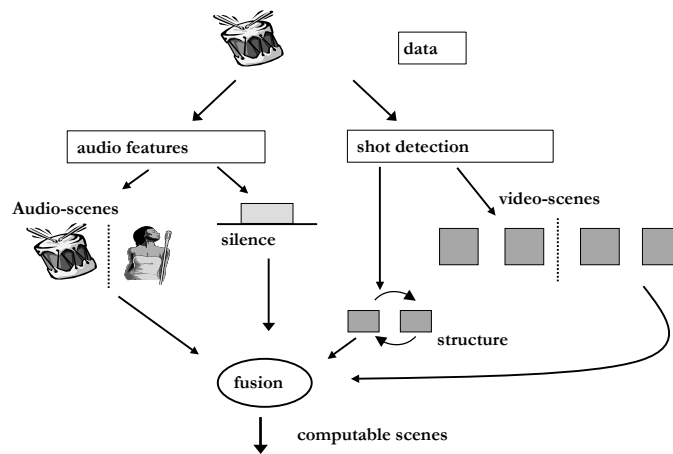 data
audio features
shot detection
Audio-scenes
video-scenes
silence
structure
fusion
computable scenes